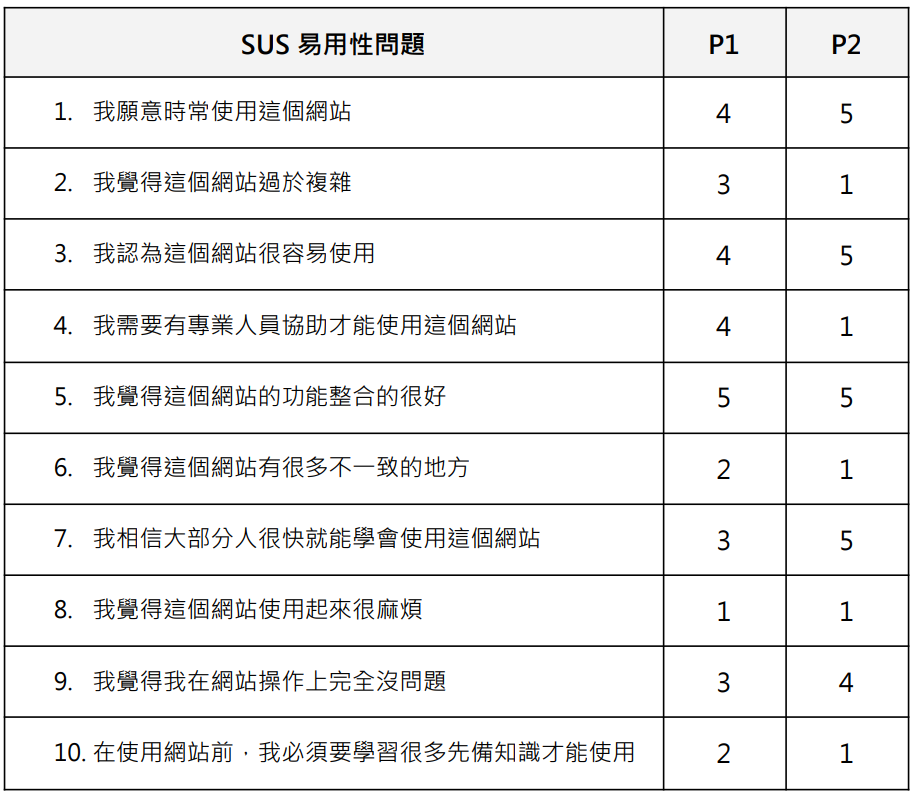 SUS 易用性問題 P1 P2
1. 我願意時常使用這個網站 4 5
2. 我覺得這個網站過於複雜 3 1
3. 我認為這個網站很容易使用 4 5
4. 我需要有專業人員協助才能使用這個網站 4 1
5. 我覺得這個網站的功能整合的很好 5 5
6. 我覺得這個網站有很多不一致的地方 2 1
7. 我相信大部分人很快就能學會使用這個網站 3 5
8. 我覺得這個網站使用起來很麻煩 1 1
9. 我覺得我在網站操作上完全沒問題 3 4
10. 在使用網站前，我必須要學習很多先備知識才能使用 2 1